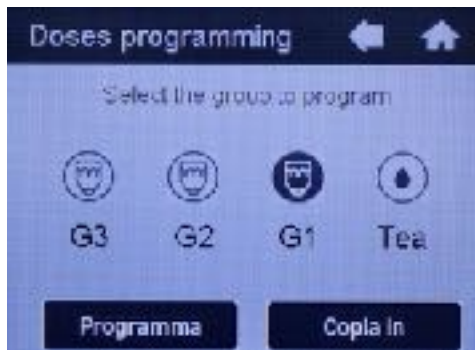 Doses programming
Select the group to program
G3 G2 G1 Tea
Programma Copia in